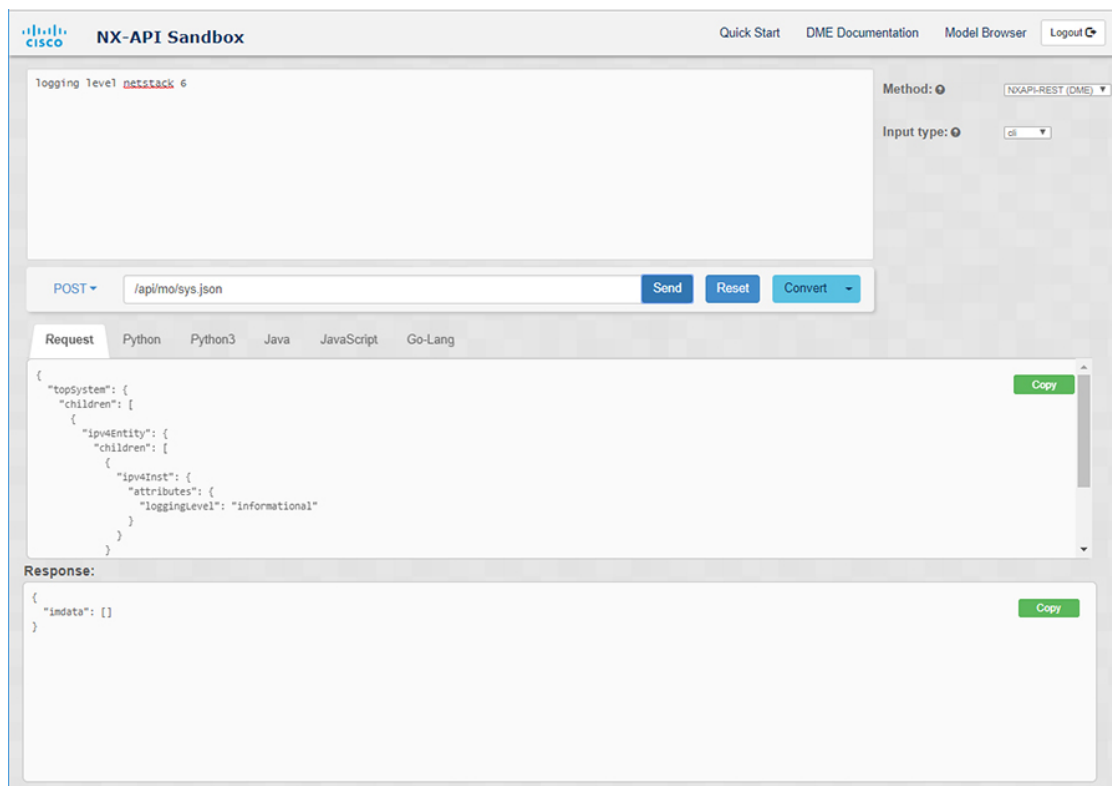 CISCO
NX-API Sandbox
Quick Start
DME Documentation
Model Browser
Logout
logging level netstack 6
Method:
NXAPI-REST (DME)
Input type:
cli
POST
/api/mo/sys.json
Send
Reset
Convert
Request
Python
Python3
Java
JavaScript
Go-Lang
{
"topSystem": {
"children": [
{
"ipv4Entity": {
"children": [
{
"ipv4Inst": {
"attributes": {
"loggingLevel": "informational"
}
}
}
Copy
Response:
{
"imdata": []
}
Copy